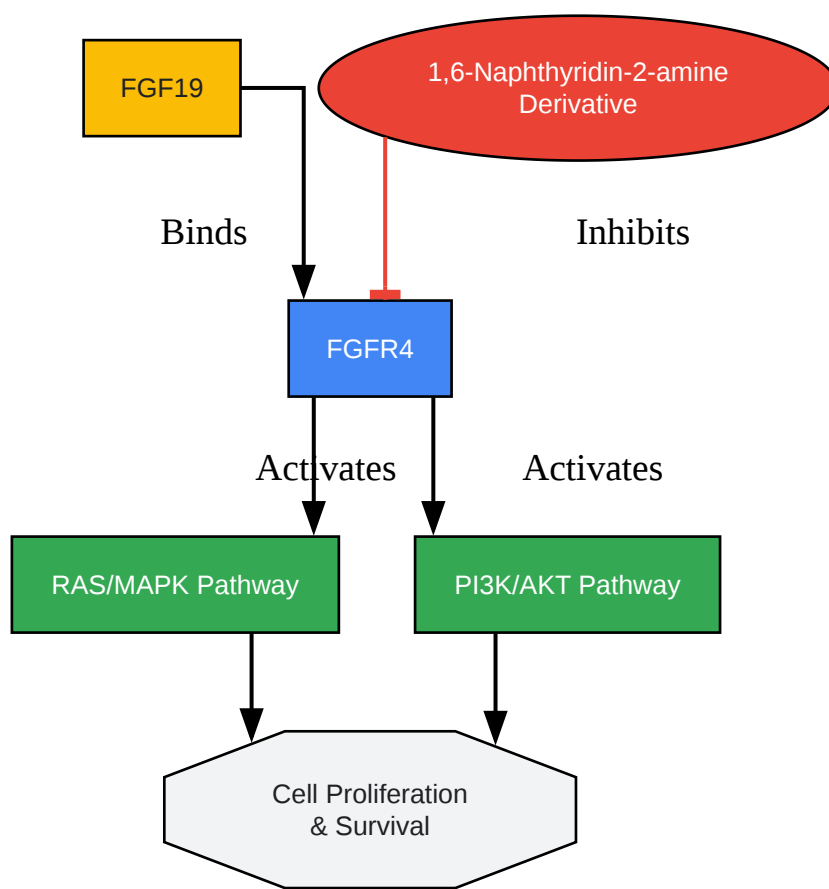 FGF19
1,6-Naphthyridin-2-amine
Derivative
Binds
Inhibits
FGFR4
Activates
Activates
RAS/MAPK Pathway
PI3K/AKT Pathway
Cell Proliferation
& Survival